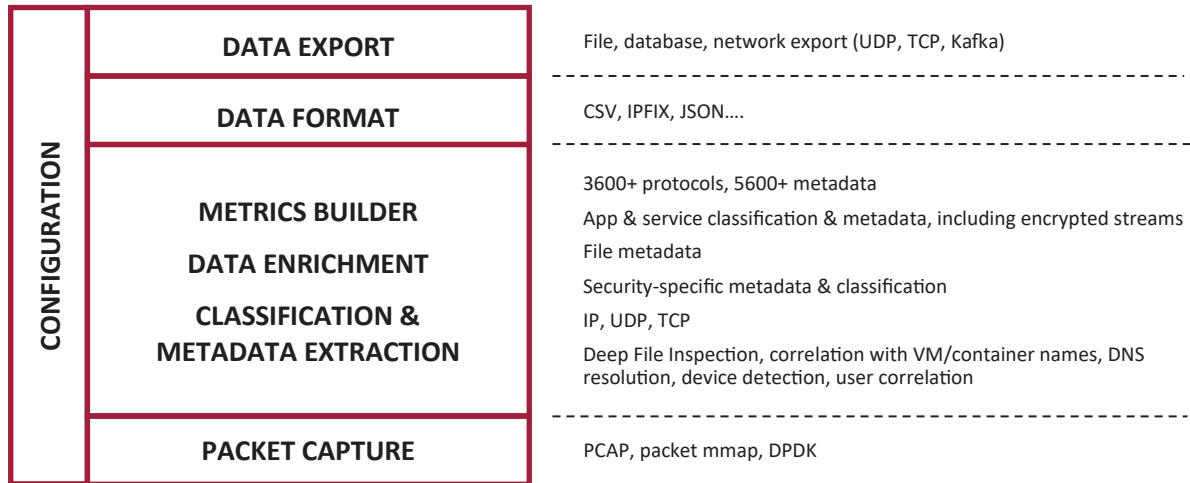 CONFIGURATION
DATA EXPORT
File, database, network export (UDP, TCP, Kafka)
DATA FORMAT
CSV, IPFIX, JSON....
METRICS BUILDER
DATA ENRICHMENT
CLASSIFICATION &
METADATA EXTRACTION
3600+ protocols, 5600+ metadata
App & service classification & metadata, including encrypted streams
File metadata
Security-specific metadata & classification
IP, UDP, TCP
Deep File Inspection, correlation with VM/container names, DNS
resolution, device detection, user correlation
PACKET CAPTURE
PCAP, packet mmap, DPDK